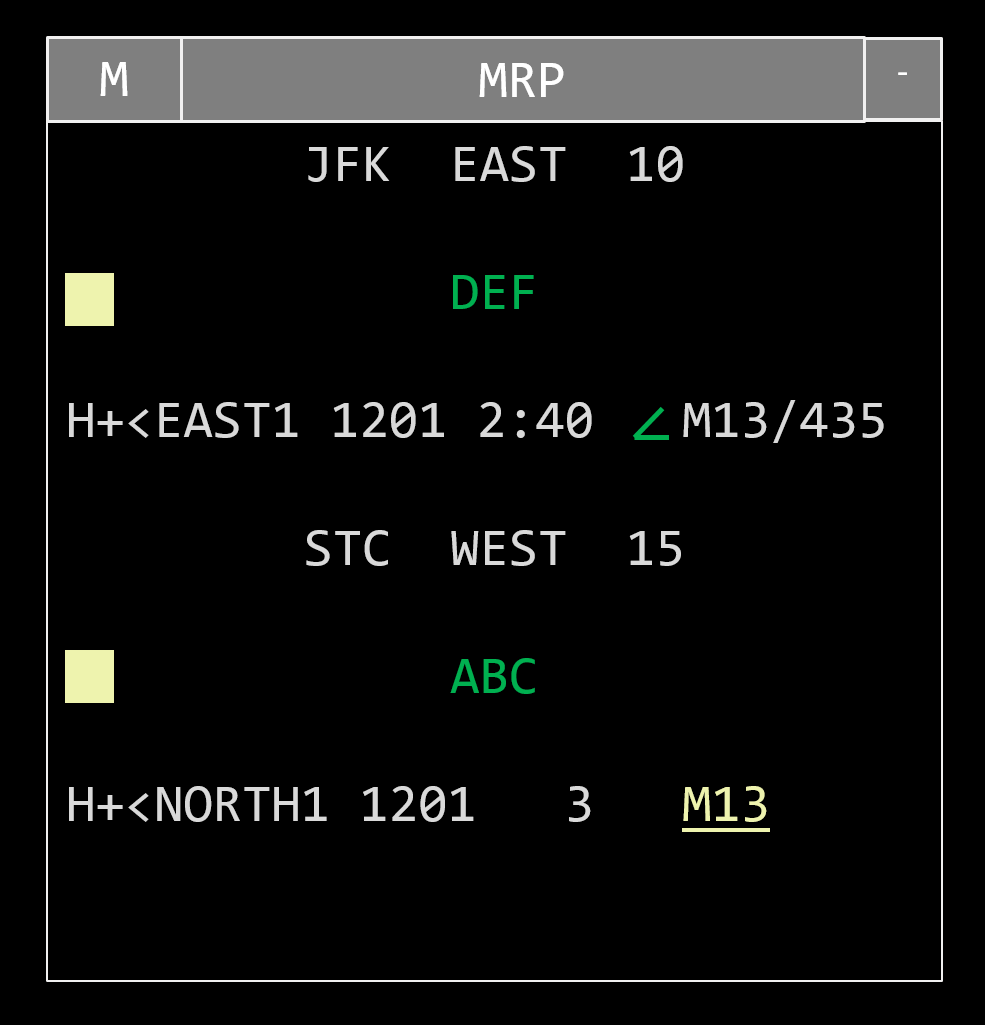 M MRP -
JFK EAST 10
DEF
H+<EAST1 1201 2:40 ∠M13/435
STC WEST 15
ABC
H+<NORTH1 1201 3 M13